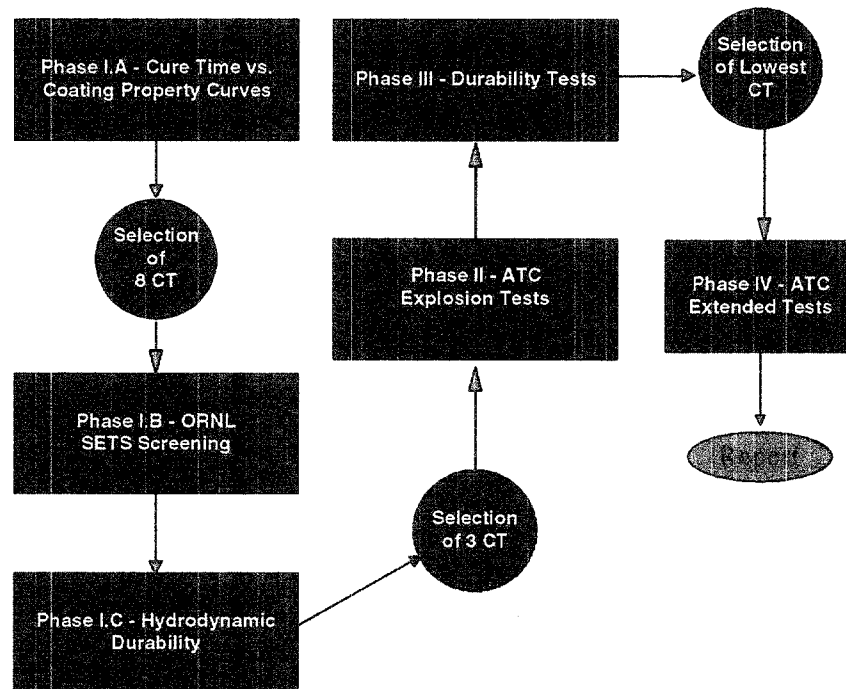 Phase I.A - Cure Time vs.
Coating Property Curves
Selection
of
8 CT
Phase I.B - ORNL
SETS Screening
Phase I.C - Hydrodynamic
Durability
Selection
of 3 CT
Phase II - ATC
Explosion Tests
Phase III - Durability Tests
Selection
of Lowest
CT
Phase IV - ATC
Extended Tests
Report